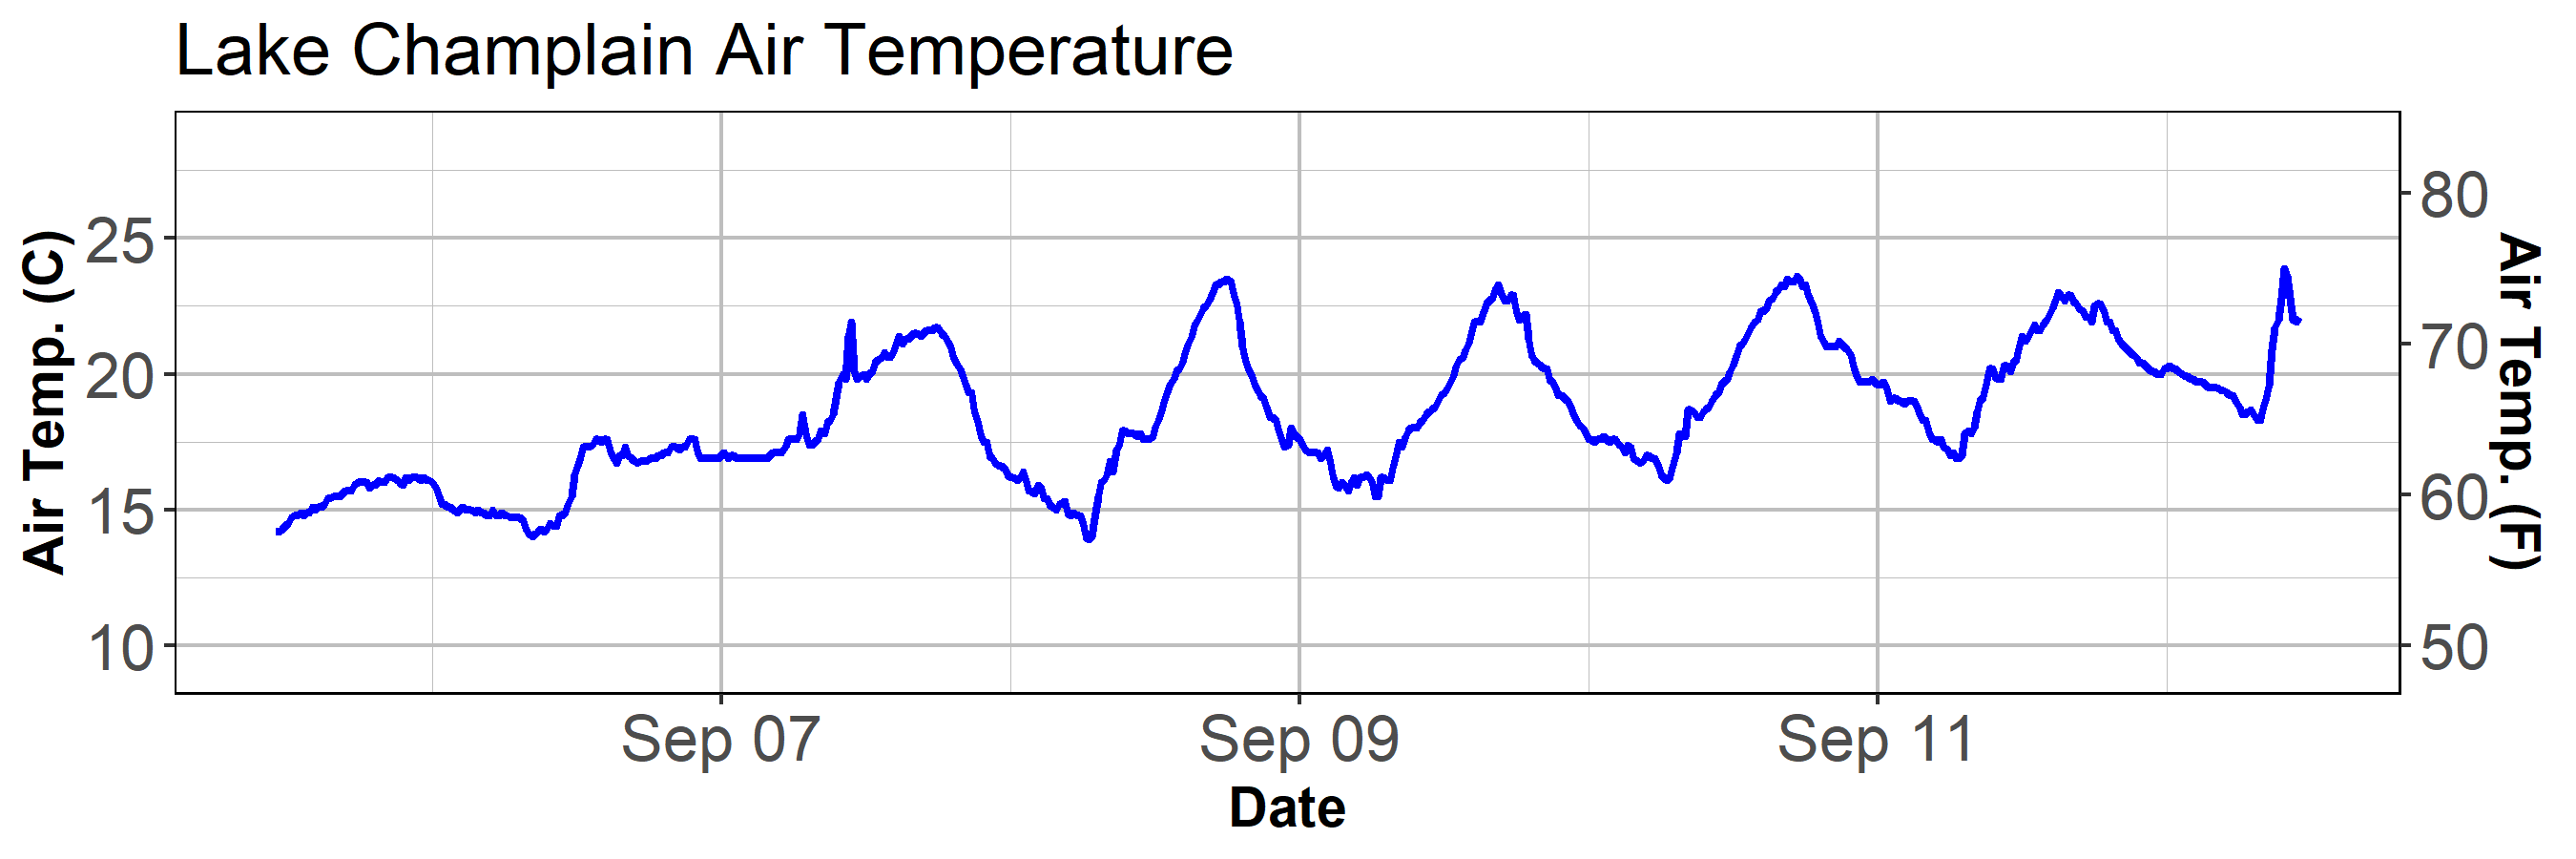 Lake Champlain Air Temperature
Air Temp. (C)
25
20
15
10
80
70
60
50
Air Temp. (F)
Sep 07
Sep 09
Sep 11
Date